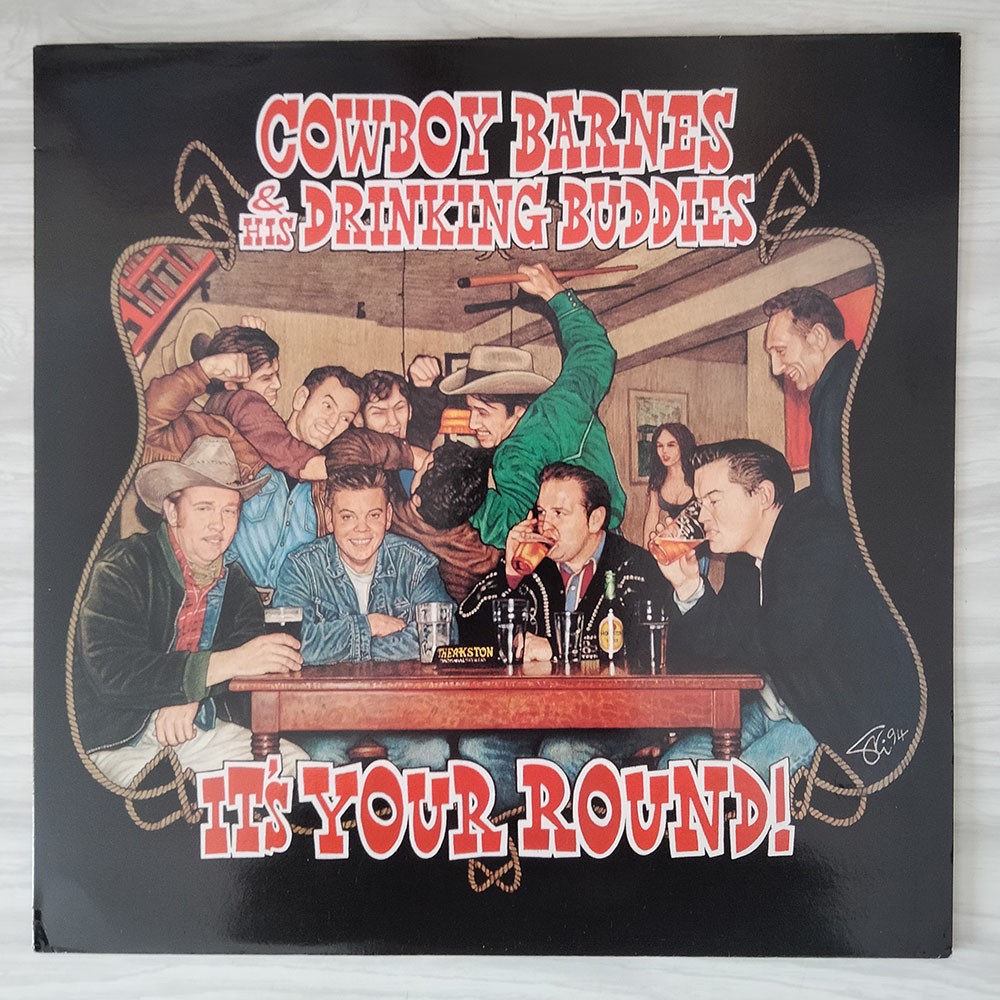 COWBOY BARNES
& HIS DRINKING BUDDIES
THEAKSTON
IT'S YOUR ROUND!